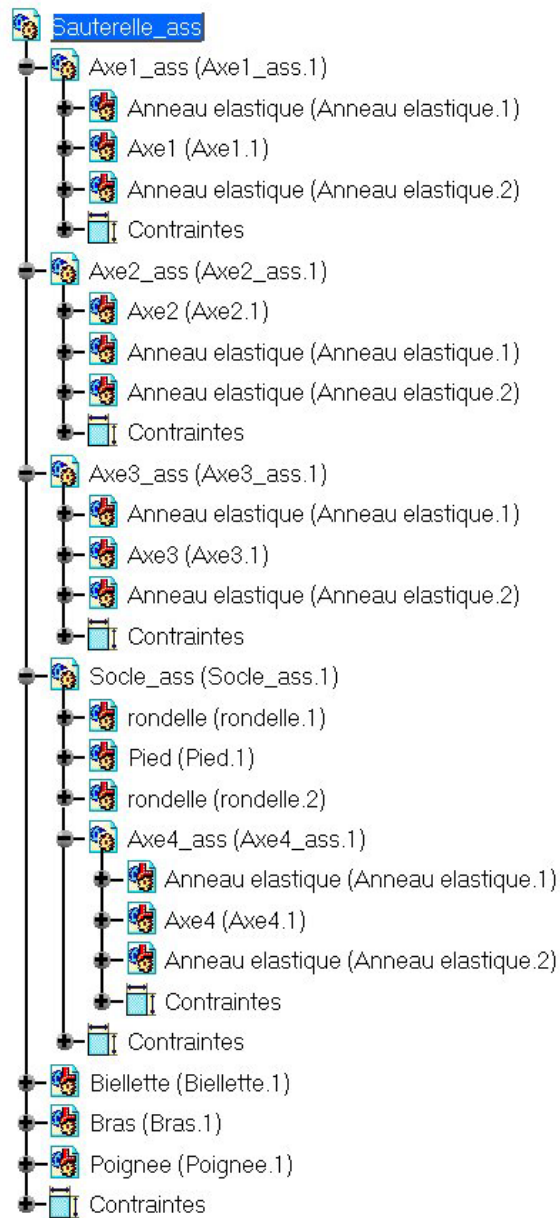 Sauterelle_ass
Axe1_ass (Axe1_ass.1)
Anneau elastique (Anneau elastique.1)
Axe1 (Axe1.1)
Anneau elastique (Anneau elastique.2)
Contraintes
Axe2_ass (Axe2_ass.1)
Axe2 (Axe2.1)
Anneau elastique (Anneau elastique.1)
Anneau elastique (Anneau elastique.2)
Contraintes
Axe3_ass (Axe3_ass.1)
Anneau elastique (Anneau elastique.1)
Axe3 (Axe3.1)
Anneau elastique (Anneau elastique.2)
Contraintes
Socle_ass (Socle_ass.1)
rondelle (rondelle.1)
Pied (Pied.1)
rondelle (rondelle.2)
Axe4_ass (Axe4_ass.1)
Anneau elastique (Anneau elastique.1)
Axe4 (Axe4.1)
Anneau elastique (Anneau elastique.2)
Contraintes
Contraintes
Biellette (Biellette.1)
Bras (Bras.1)
Poignee (Poignee.1)
Contraintes